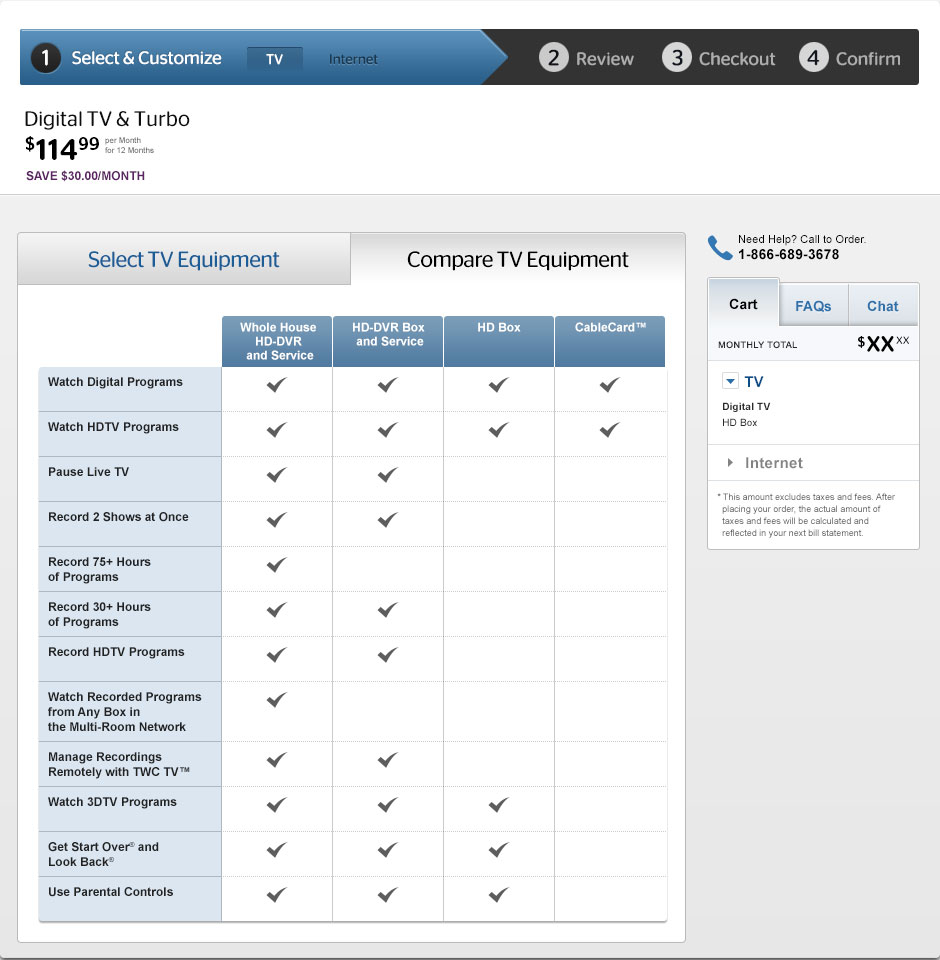 1 Select & Customize TV Internet 2 Review 3 Checkout 4 Confirm
Digital TV & Turbo
$114.99 per Month
for 12 Months
SAVE $30.00/MONTH
Select TV Equipment
Compare TV Equipment
Whole House
HD-DVR
and Service
HD-DVR Box
and Service
HD Box
CableCard™
Watch Digital Programs
Watch HDTV Programs
Pause Live TV
Record 2 Shows at Once
Record 75+ Hours
of Programs
Record 30+ Hours
of Programs
Record HDTV Programs
Watch Recorded Programs
from Any Box in
the Multi-Room Network
Manage Recordings
Remotely with TWC TV™
Watch 3DTV Programs
Get Start Over® and
Look Back®
Use Parental Controls
Need Help? Call to Order.
1-866-689-3678
Cart FAQs Chat
MONTHLY TOTAL $XX XX
TV
Digital TV
HD Box
Internet
* This amount excludes taxes and fees. After
placing your order, the actual amount of
taxes and fees will be calculated and
reflected in your next bill statement.